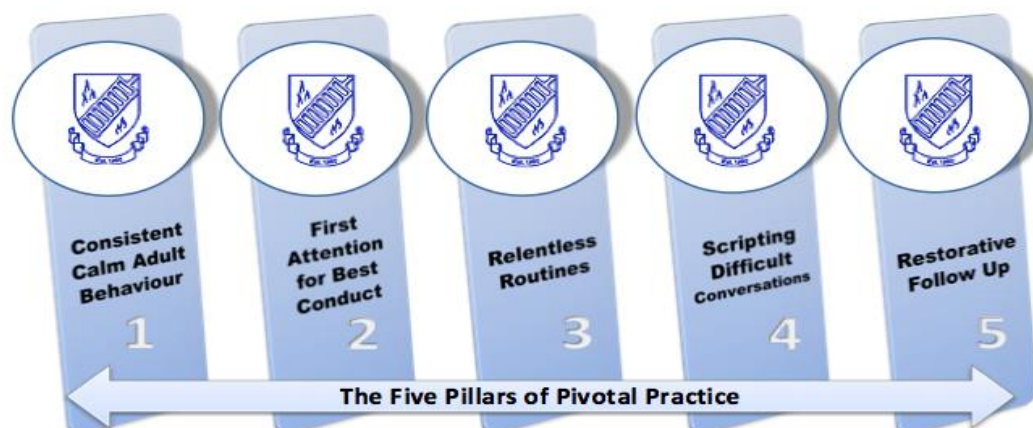 Consistent
Calm Adult
Behaviour
1
First
Attention
for Best
Conduct
2
Relentless
Routines
3
Scripting
Difficult
Conversations
4
Restorative
Follow Up
5
The Five Pillars of Pivotal Practice